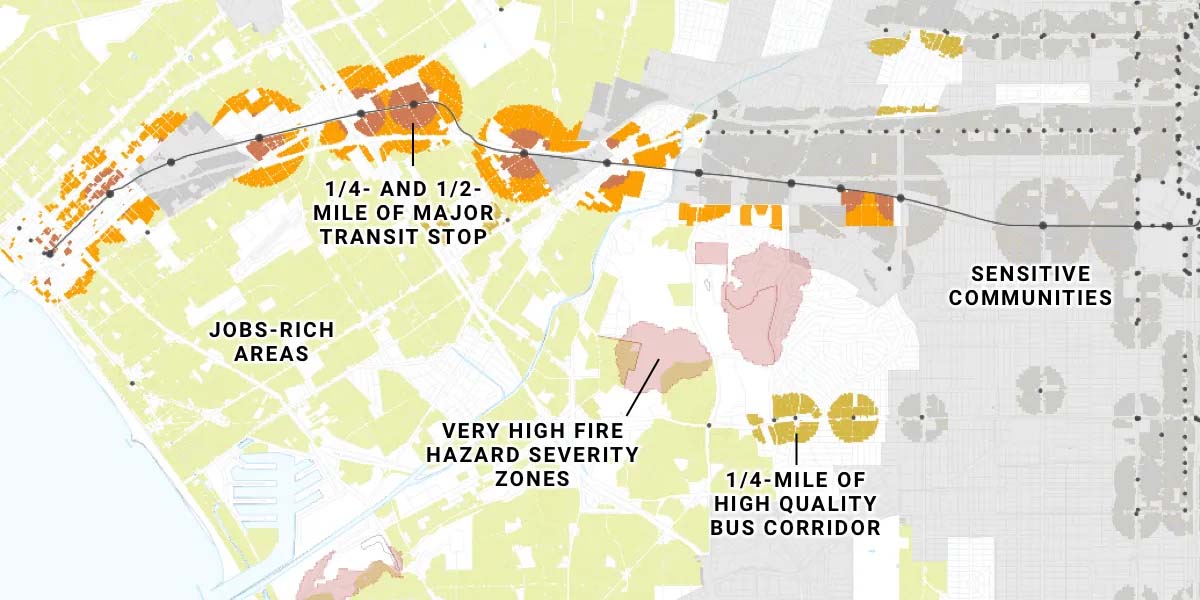 1/4- AND 1/2-
MILE OF MAJOR
TRANSIT STOP
SENSITIVE
COMMUNITIES
JOBS-RICH
AREAS
VERY HIGH FIRE
HAZARD SEVERITY
ZONES
1/4-MILE OF
HIGH QUALITY
BUS CORRIDOR